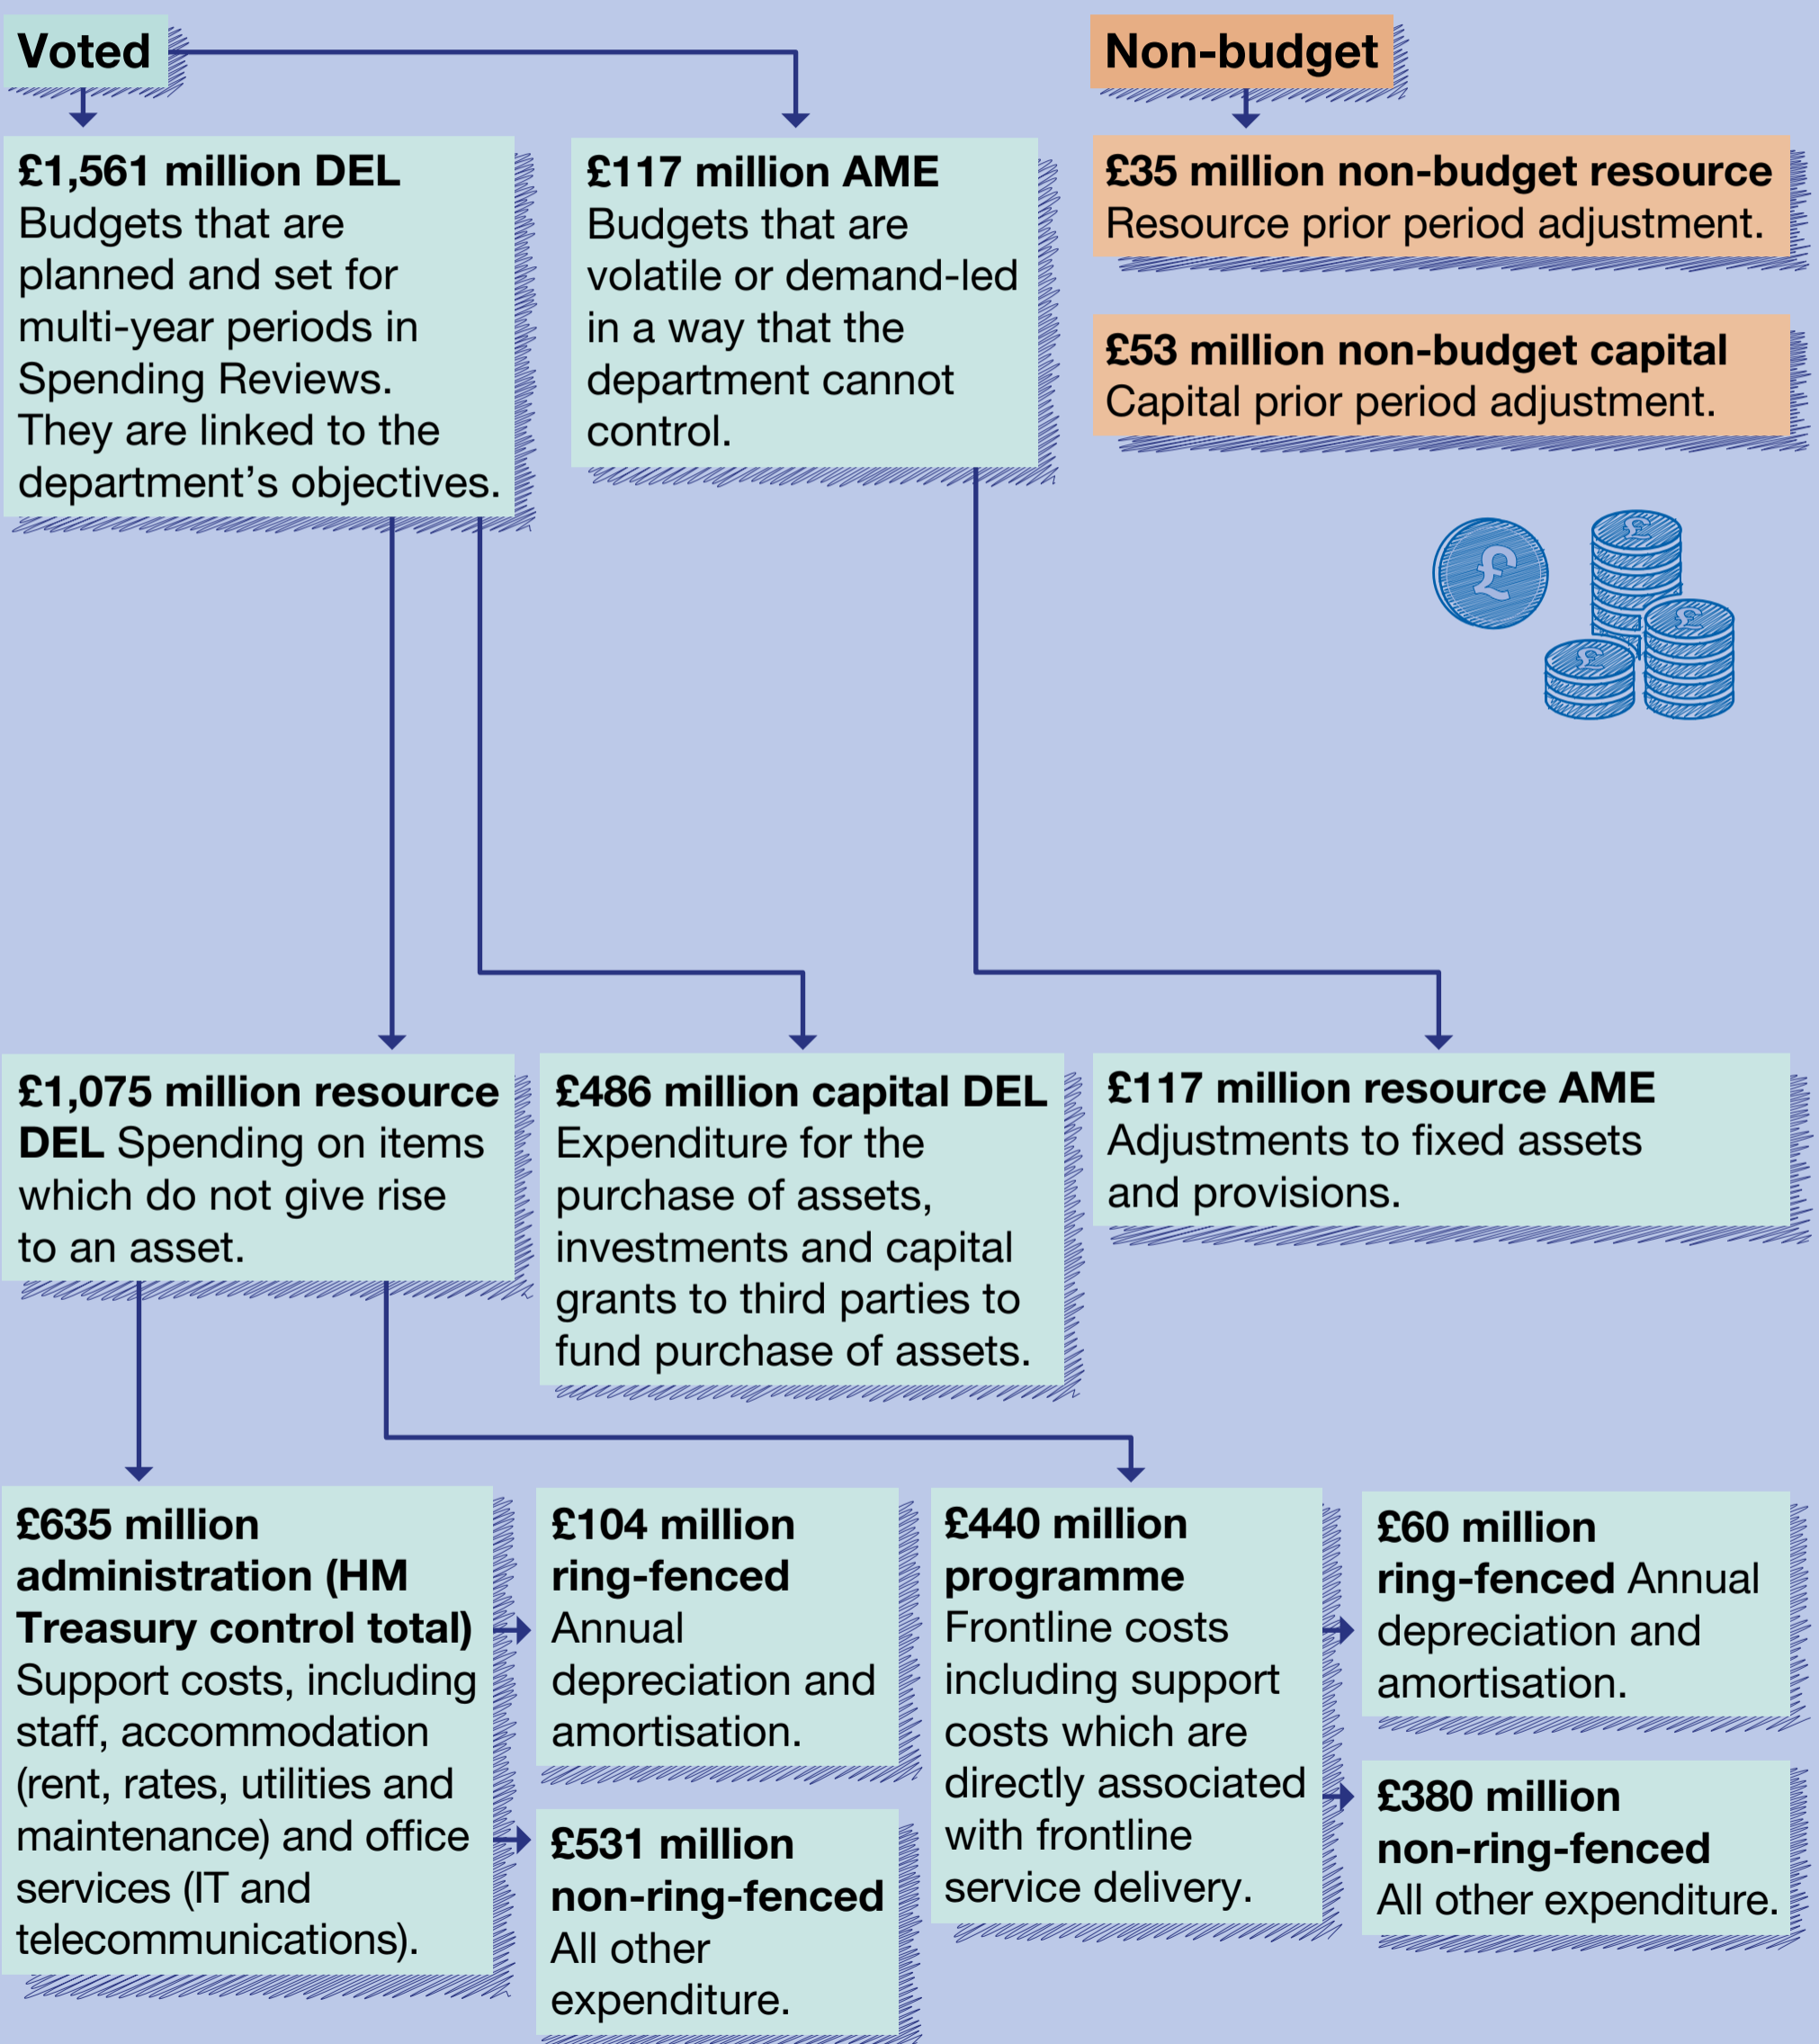 Voted
Non-budget
£1,561 million DEL
Budgets that are
planned and set for
multi-year periods in
Spending Reviews.
They are linked to the
department’s objectives.
£117 million AME
Budgets that are
volatile or demand-led
in a way that the
department cannot
control.
£35 million non-budget resource
Resource prior period adjustment.
£53 million non-budget capital
Capital prior period adjustment.
£
£
£
£
£1,075 million resource
DEL Spending on items
which do not give rise
to an asset.
£486 million capital DEL
Expenditure for the
purchase of assets,
investments and capital
grants to third parties to
fund purchase of assets.
£117 million resource AME
Adjustments to fixed assets
and provisions.
£635 million
administration (HM
Treasury control total)
Support costs, including
staff, accommodation
(rent, rates, utilities and
maintenance) and office
services (IT and
telecommunications).
£104 million
ring-fenced
Annual
depreciation and
amortisation.
£531 million
non-ring-fenced
All other
expenditure.
£440 million
programme
Frontline costs
including support
costs which are
directly associated
with frontline
service delivery.
£60 million
ring-fenced Annual
depreciation and
amortisation.
£380 million
non-ring-fenced
All other expenditure.